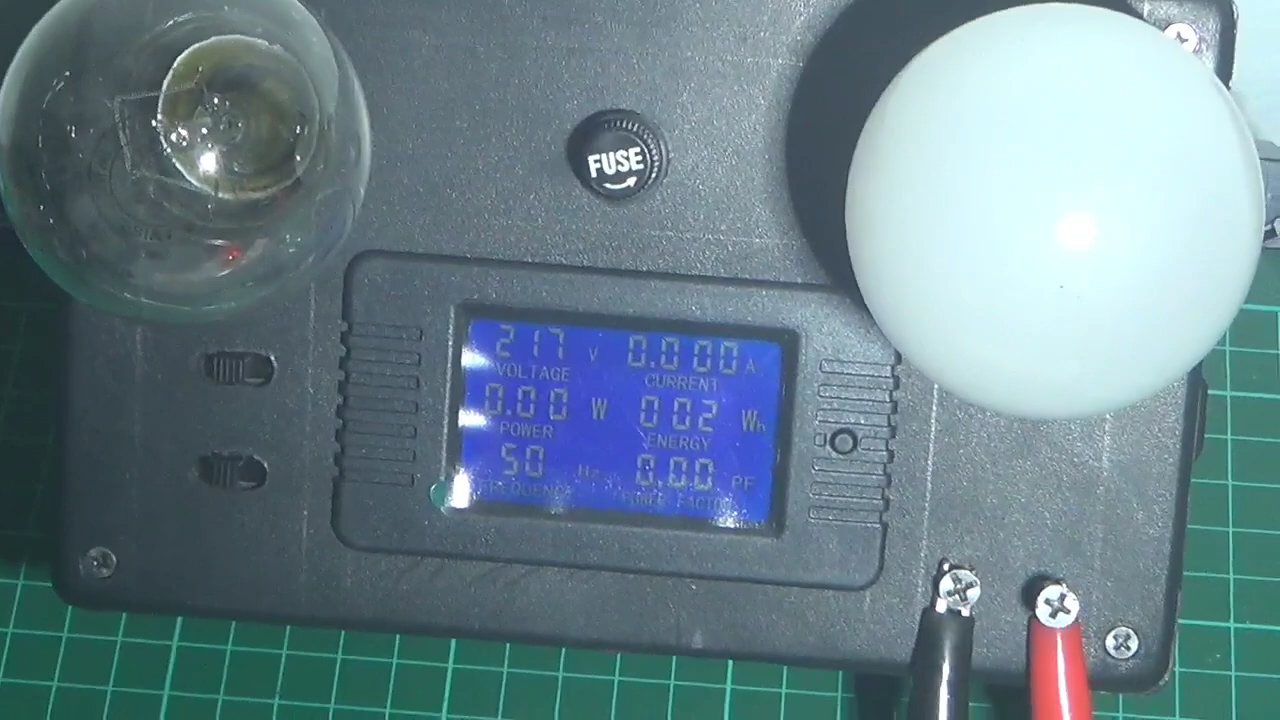 FUSE
217 V 0.000 A
VOLTAGE CURRENT
0.00 W 002 Wh
POWER ENERGY
50 Hz 0.00 PF
FREQUENCY POWER FACTOR